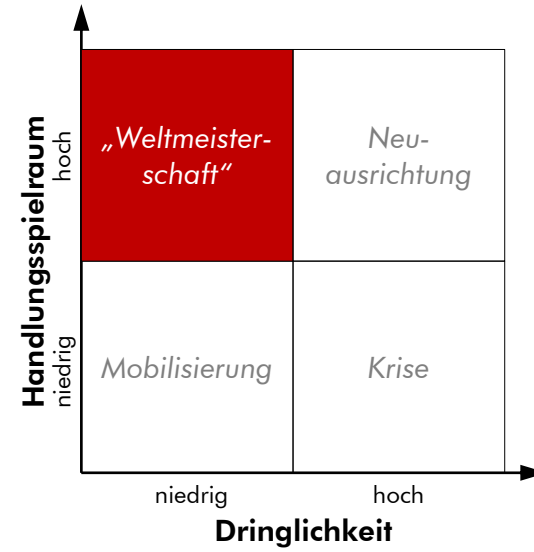 Handlungsspielraum
hoch
niedrig
„Weltmeister-
schaft“
Neu-
ausrichtung
Mobilisierung
Krise
niedrig
hoch
Dringlichkeit